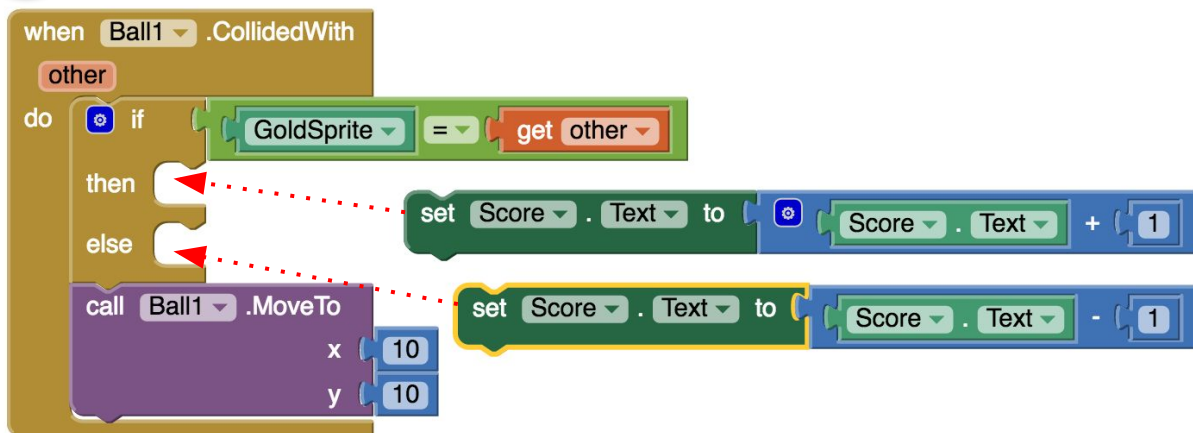 when Ball1 .CollidedWith
other
do if GoldSprite = get other
then
set Score . Text to Score . Text + 1
else
call Ball1 .MoveTo
set Score . Text to Score . Text - 1
x 10
y 10